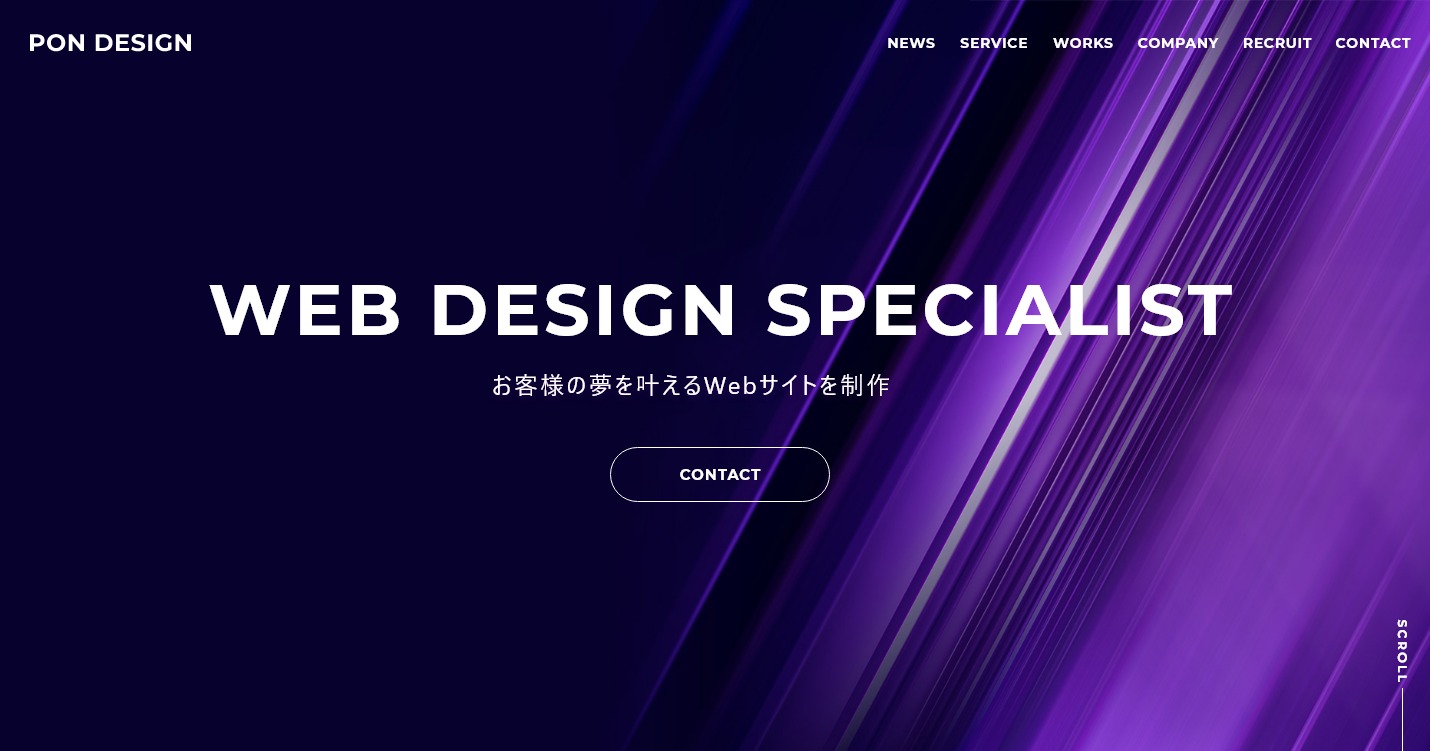 PON DESIGN
NEWS SERVICE WORKS COMPANY RECRUIT CONTACT
WEB DESIGN SPECIALIST
お客様の夢を叶えるWebサイトを制作
CONTACT
SCROLL